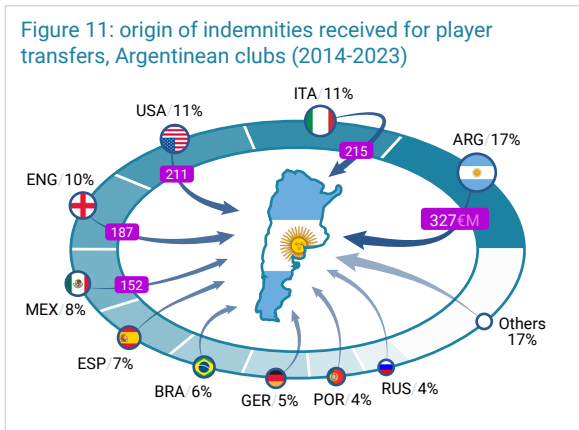 Figure 11: origin of indemnities received for player
transfers, Argentinean clubs (2014-2023)
ITA/11%
USA/11%
ARG/17%
215
211
ENG/10%
327€M
187
152
MEX/8%
Others
17%
ESP/7%
BRA/6%
GER/5%
POR/4%
RUS/4%